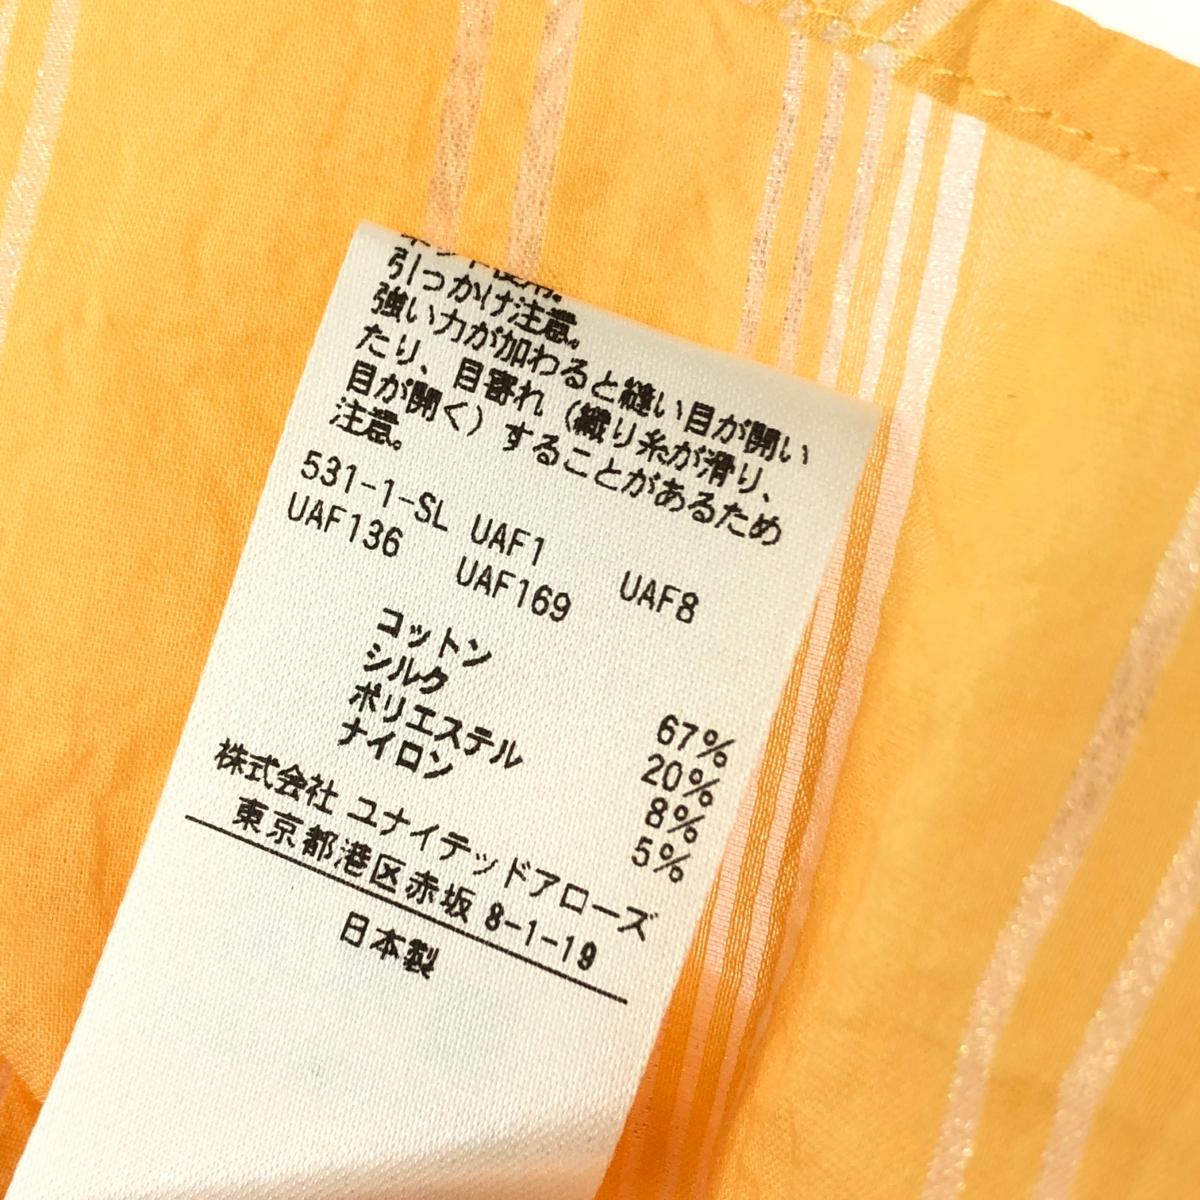 ネット使用。
引っかけ注意。
強い力が加わると縫い目が開い
たり、目寄れ（織り糸が滑り、
目が開く）することがあるため
注意。
531-1-SL UAF1 UAF8
UAF136 UAF169
コットン 67%
シルク 20%
ポリエステル 8%
ナイロン 5%
株式会社 ユナイテッドアローズ
東京都港区赤坂 8-1-19
日本製